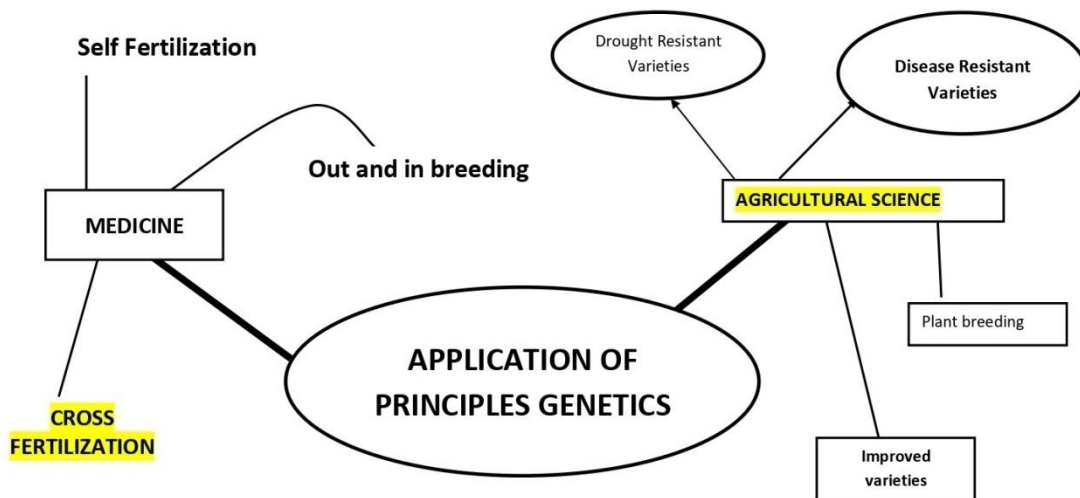 Self Fertilization
Drought Resistant
Varieties
Disease Resistant
Varieties
Out and in breeding
AGRICULTURAL SCIENCE
MEDICINE
Plant breeding
APPLICATION OF
PRINCIPLES GENETICS
CROSS
FERTILIZATION
Improved
varieties